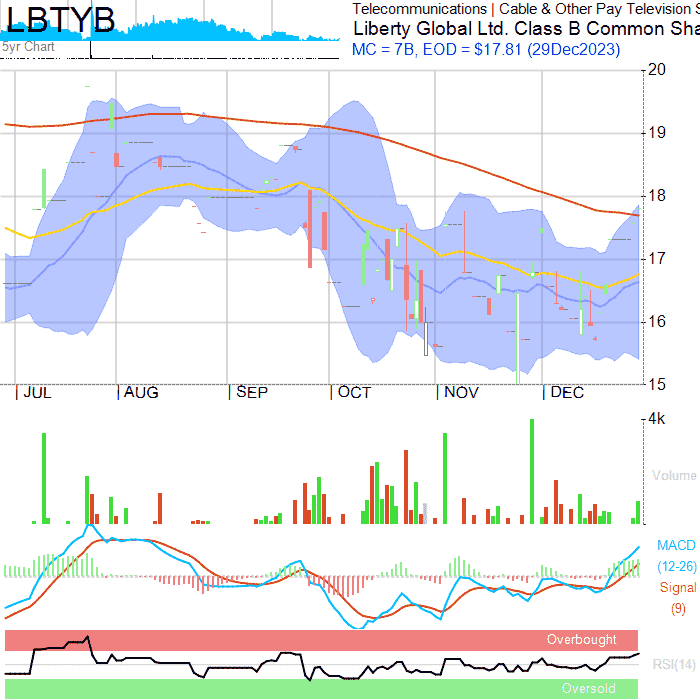 LBTYB
5yr Chart
Telecommunications | Cable & Other Pay Television S
Liberty Global Ltd. Class B Common Sha
MC = 7B, EOD = $17.81 (29Dec2023)
20
19
18
17
16
15
| JUL | AUG | SEP | OCT | NOV | DEC
4k
Volume
MACD
(12-26)
Signal
(9)
Overbought
RSI(14)
Oversold